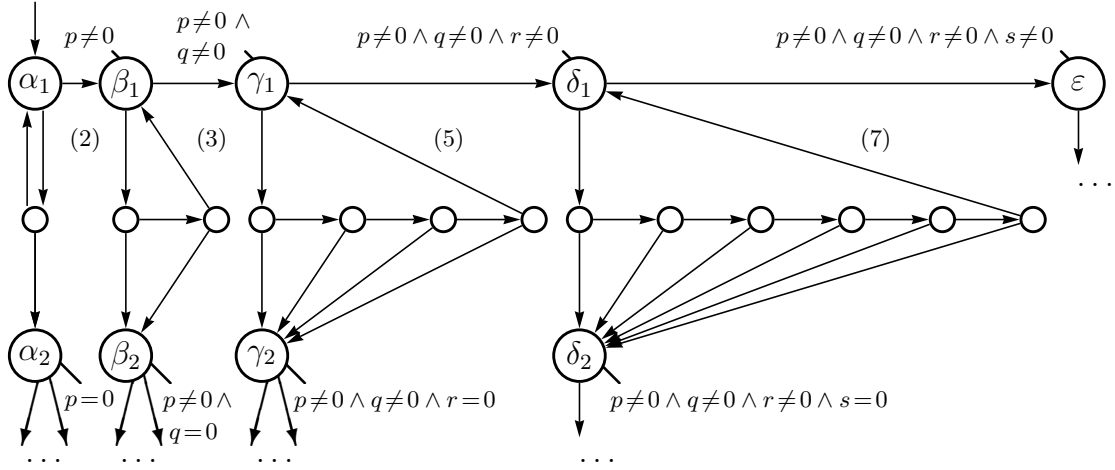 p≠0 ∧
p≠0
q≠0
p≠0 ∧ q≠0 ∧ r≠0
p≠0 ∧ q≠0 ∧ r≠0 ∧ s≠0
α₁ β₁ γ₁ δ₁ ε
(2) (3) (5) (7)
...
α₂ β₂ γ₂ δ₂
p=0
p≠0 ∧
q=0
p≠0 ∧ q≠0 ∧ r=0
p≠0 ∧ q≠0 ∧ r≠0 ∧ s=0
... ... ... ...